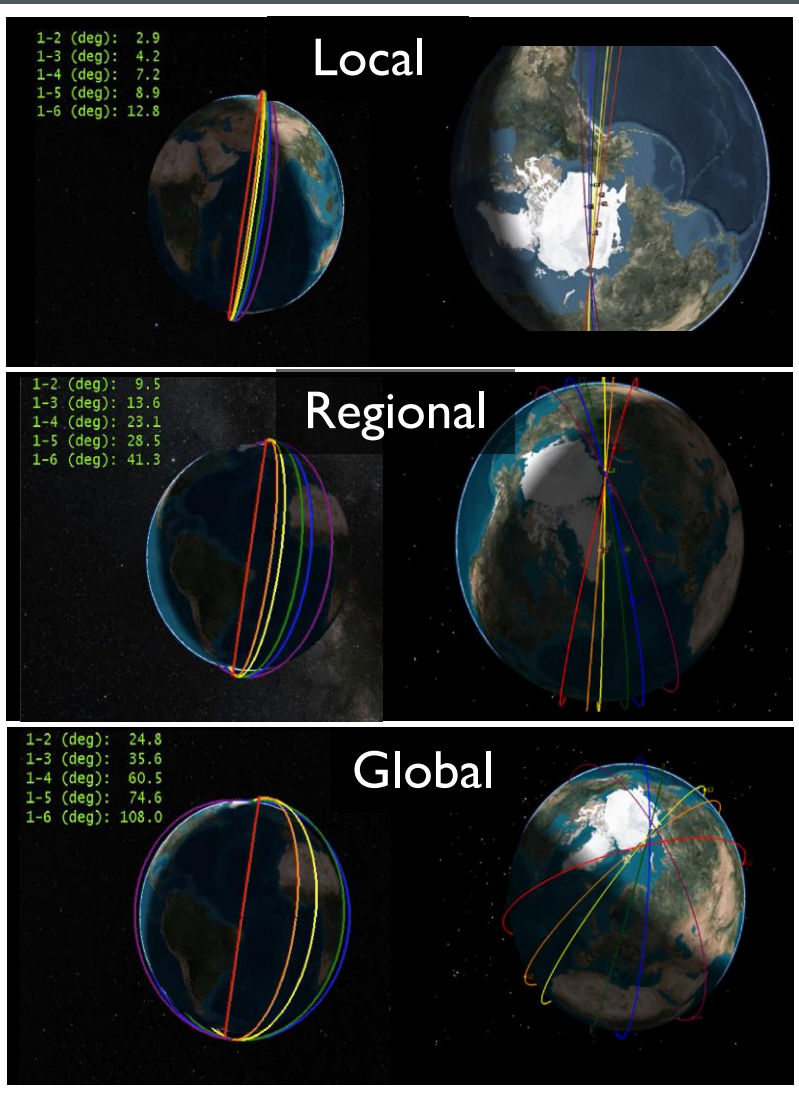 Local
1-2 (deg): 2.9
1-3 (deg): 4.2
1-4 (deg): 7.2
1-5 (deg): 8.9
1-6 (deg): 12.8
Regional
1-2 (deg): 9.5
1-3 (deg): 13.6
1-4 (deg): 23.1
1-5 (deg): 28.5
1-6 (deg): 41.3
Global
1-2 (deg): 24.8
1-3 (deg): 35.6
1-4 (deg): 60.5
1-5 (deg): 74.6
1-6 (deg): 108.0